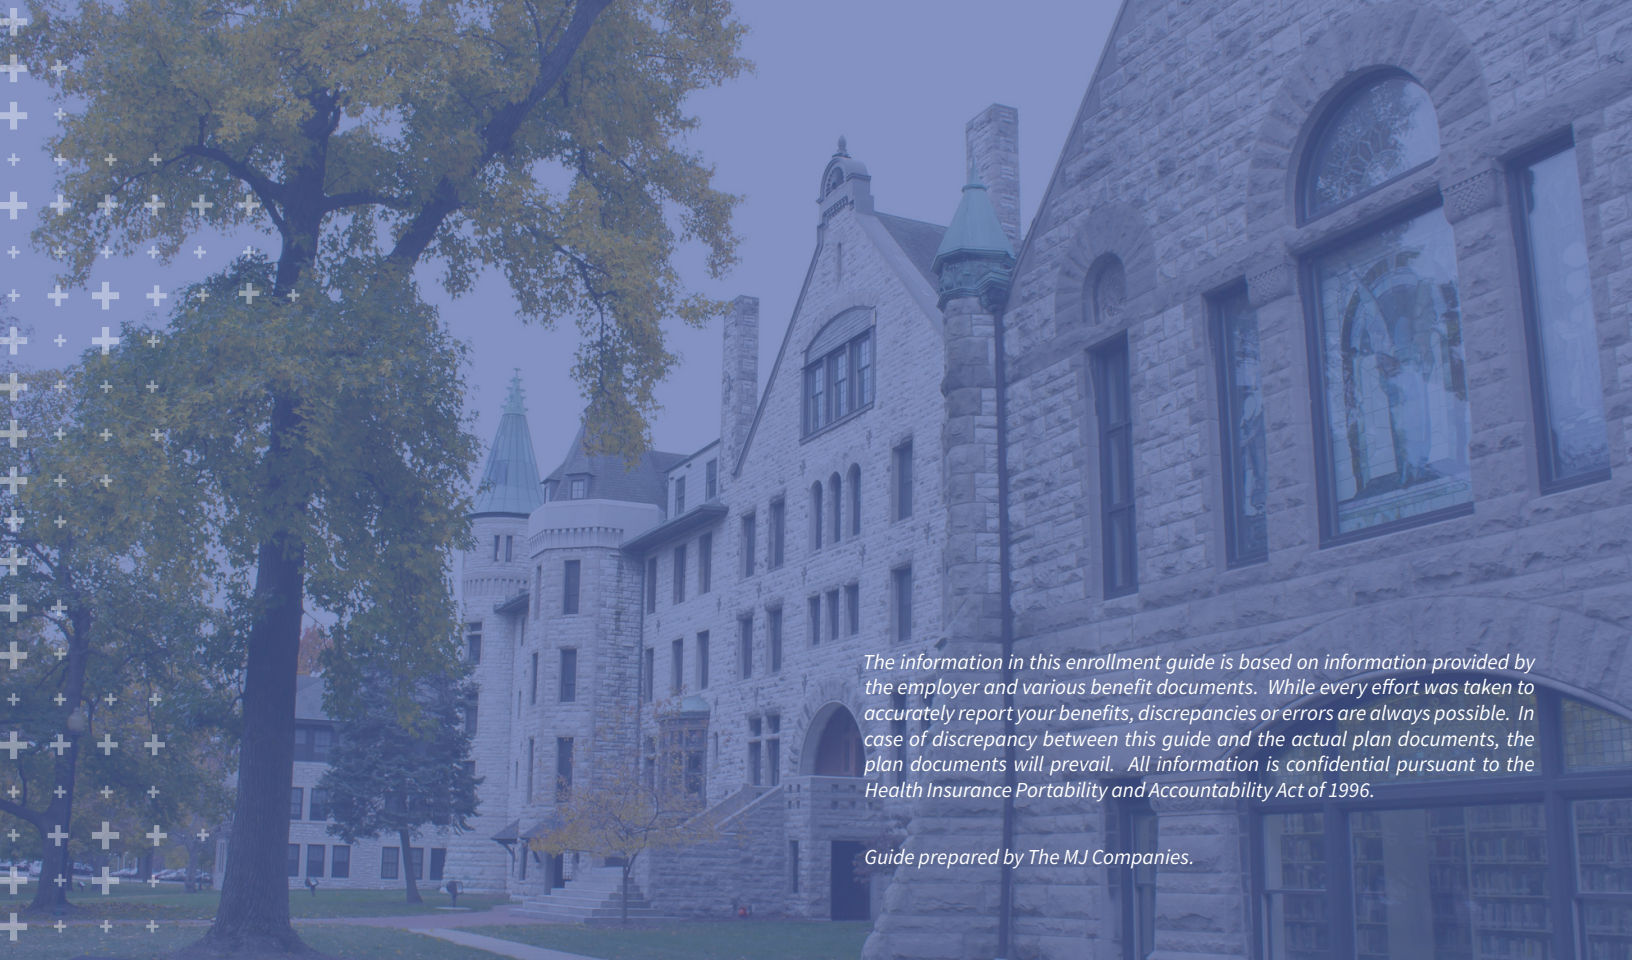 The information in this enrollment guide is based on information provided by
the employer and various benefit documents.  While every effort was taken to
accurately report your benefits, discrepancies or errors are always possible.  In
case of discrepancy between this guide and the actual plan documents, the
plan documents will prevail.  All information is confidential pursuant to the
Health Insurance Portability and Accountability Act of 1996.
Guide prepared by The MJ Companies.